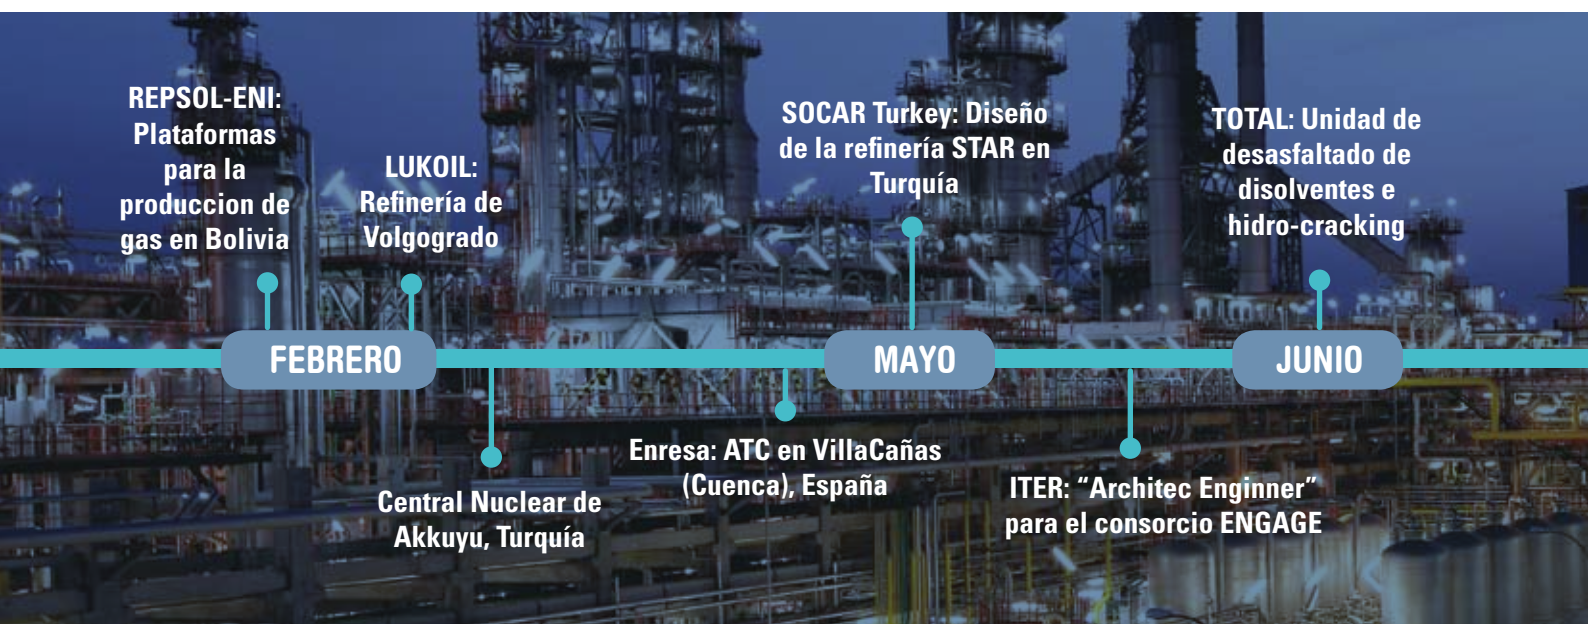 REPSOL-ENI:
Plataformas
para la
produccion de
gas en Bolivia
LUKOIL:
Refinería de
Volgogrado
SOCAR Turkey: Diseño
de la refinería STAR en
Turquía
TOTAL: Unidad de
desasfaltado de
disolventes e
hidro-cracking
FEBRERO
MAYO
JUNIO
Central Nuclear de
Akkuyu, Turquía
Enresa: ATC en VillaCañas
(Cuenca), España
ITER: “Architec Enginner”
para el consorcio ENGAGE